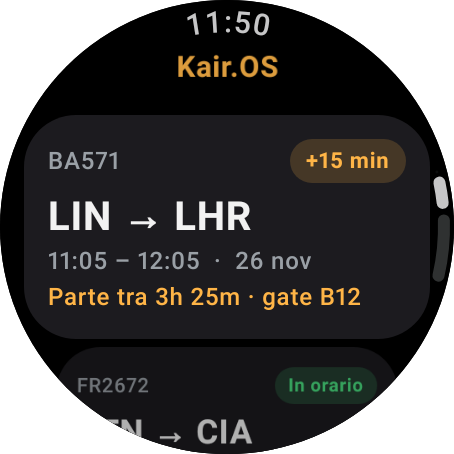 11:50
Kair.OS
BA571
+15 min
LIN → LHR
11:05 – 12:05 · 26 nov
Parte tra 3h 25m · gate B12
FR2672
In orario
→ CIA